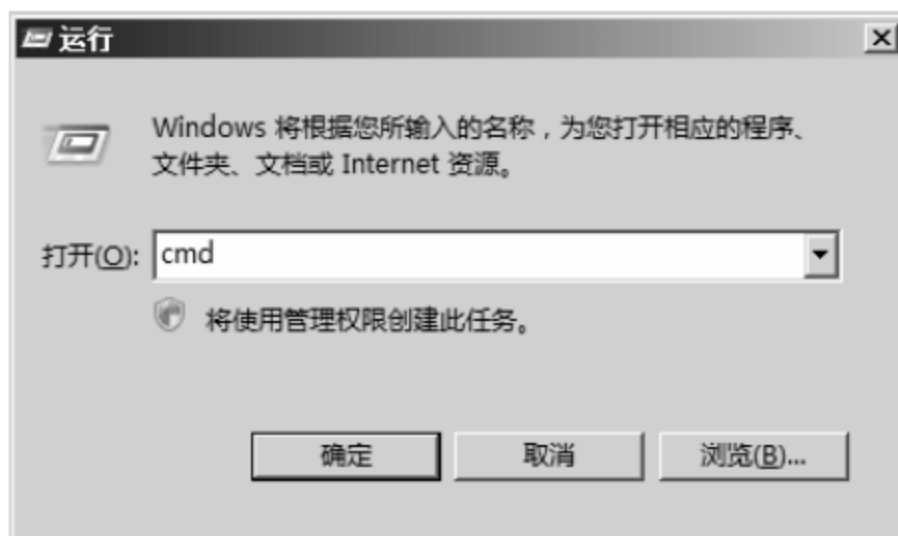 运行
Windows 将根据您所输入的名称，为您打开相应的程序、
文件夹、文档或 Internet 资源。
打开(O): cmd
将使用管理权限创建此任务。
确定 取消 浏览(B)...